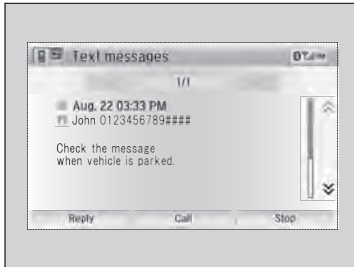 Text messages
1/1
Aug. 22 03:33 PM
John 0123456789####
Check the message
when vehicle is parked.
Reply Call Stop